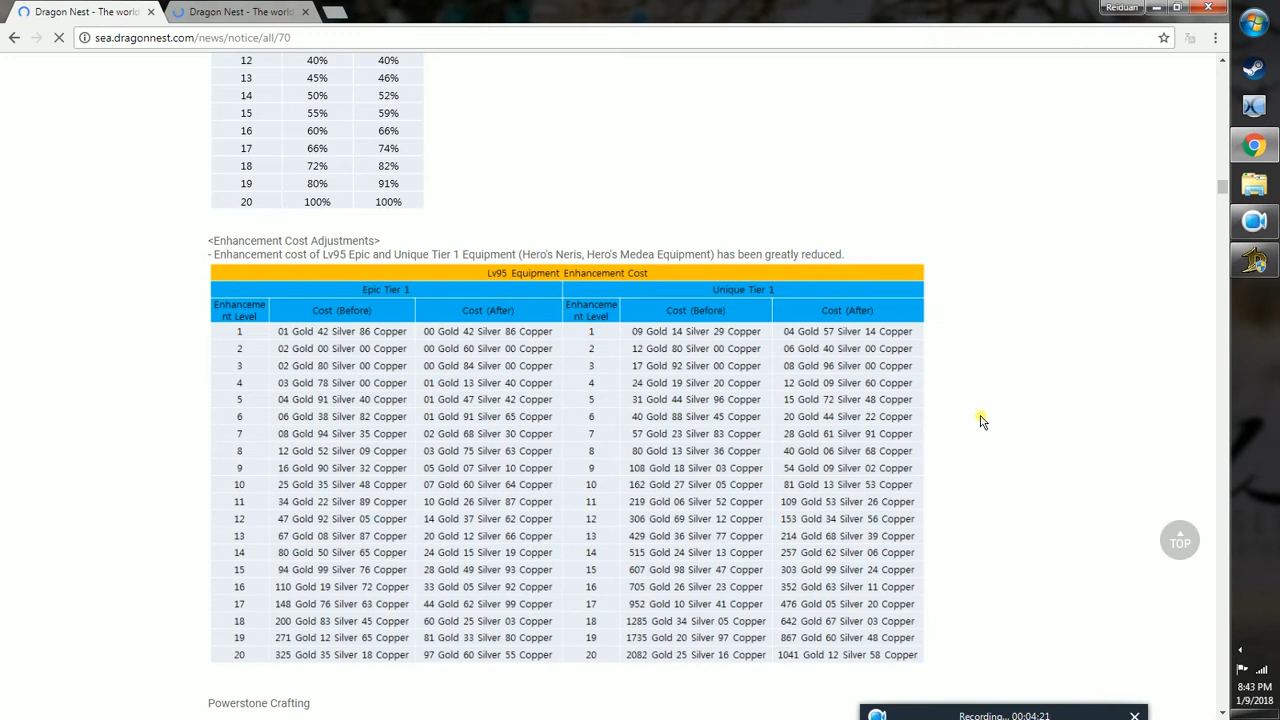 Dragon Nest - The world
Dragon Nest - The world
Reiduan
sea.dragonnest.com/news/notice/all/70
12 40% 40%
13 45% 46%
14 50% 52%
15 55% 59%
16 60% 66%
17 66% 74%
18 72% 82%
19 80% 91%
20 100% 100%
<Enhancement Cost Adjustments>
- Enhancement cost of Lv95 Epic and Unique Tier 1 Equipment (Hero's Neris, Hero's Medea Equipment) has been greatly reduced.
Lv95 Equipment Enhancement Cost
Epic Tier 1 Unique Tier 1
Enhanceme
nt Level Cost (Before) Cost (After) Enhanceme
nt Level Cost (Before) Cost (After)
1 01 Gold 42 Silver 86 Copper 00 Gold 42 Silver 86 Copper 1 09 Gold 14 Silver 29 Copper 04 Gold 57 Silver 14 Copper
2 02 Gold 00 Silver 00 Copper 00 Gold 60 Silver 00 Copper 2 12 Gold 80 Silver 00 Copper 06 Gold 40 Silver 00 Copper
3 02 Gold 80 Silver 00 Copper 00 Gold 84 Silver 00 Copper 3 17 Gold 92 Silver 00 Copper 08 Gold 96 Silver 00 Copper
4 03 Gold 78 Silver 00 Copper 01 Gold 13 Silver 40 Copper 4 24 Gold 19 Silver 20 Copper 12 Gold 09 Silver 60 Copper
5 04 Gold 91 Silver 40 Copper 01 Gold 47 Silver 42 Copper 5 31 Gold 44 Silver 96 Copper 15 Gold 72 Silver 48 Copper
6 06 Gold 38 Silver 82 Copper 01 Gold 91 Silver 65 Copper 6 40 Gold 88 Silver 45 Copper 20 Gold 44 Silver 22 Copper
7 08 Gold 94 Silver 35 Copper 02 Gold 68 Silver 30 Copper 7 57 Gold 23 Silver 83 Copper 28 Gold 61 Silver 91 Copper
8 12 Gold 52 Silver 09 Copper 03 Gold 75 Silver 63 Copper 8 80 Gold 13 Silver 36 Copper 40 Gold 06 Silver 68 Copper
9 16 Gold 90 Silver 32 Copper 05 Gold 07 Silver 10 Copper 9 108 Gold 18 Silver 03 Copper 54 Gold 09 Silver 02 Copper
10 25 Gold 35 Silver 48 Copper 07 Gold 60 Silver 64 Copper 10 162 Gold 27 Silver 05 Copper 81 Gold 13 Silver 53 Copper
11 34 Gold 22 Silver 89 Copper 10 Gold 26 Silver 87 Copper 11 219 Gold 06 Silver 52 Copper 109 Gold 53 Silver 26 Copper
12 47 Gold 92 Silver 05 Copper 14 Gold 37 Silver 62 Copper 12 306 Gold 69 Silver 12 Copper 153 Gold 34 Silver 56 Copper
13 67 Gold 08 Silver 87 Copper 20 Gold 12 Silver 66 Copper 13 429 Gold 36 Silver 77 Copper 214 Gold 68 Silver 39 Copper
14 80 Gold 50 Silver 65 Copper 24 Gold 15 Silver 19 Copper 14 515 Gold 24 Silver 13 Copper 257 Gold 62 Silver 06 Copper
15 94 Gold 99 Silver 76 Copper 28 Gold 49 Silver 93 Copper 15 607 Gold 98 Silver 47 Copper 303 Gold 99 Silver 24 Copper
16 110 Gold 19 Silver 72 Copper 33 Gold 05 Silver 92 Copper 16 705 Gold 26 Silver 23 Copper 352 Gold 63 Silver 11 Copper
17 148 Gold 76 Silver 63 Copper 44 Gold 62 Silver 99 Copper 17 952 Gold 10 Silver 41 Copper 476 Gold 05 Silver 20 Copper
18 200 Gold 83 Silver 45 Copper 60 Gold 25 Silver 03 Copper 18 1285 Gold 34 Silver 05 Copper 642 Gold 67 Silver 03 Copper
19 271 Gold 12 Silver 65 Copper 81 Gold 33 Silver 80 Copper 19 1735 Gold 20 Silver 97 Copper 867 Gold 60 Silver 48 Copper
20 325 Gold 35 Silver 18 Copper 97 Gold 60 Silver 55 Copper 20 2082 Gold 25 Silver 16 Copper 1041 Gold 12 Silver 58 Copper
TOP
Powerstone Crafting
Recording... 00:04:21
8:43 PM
1/9/2018